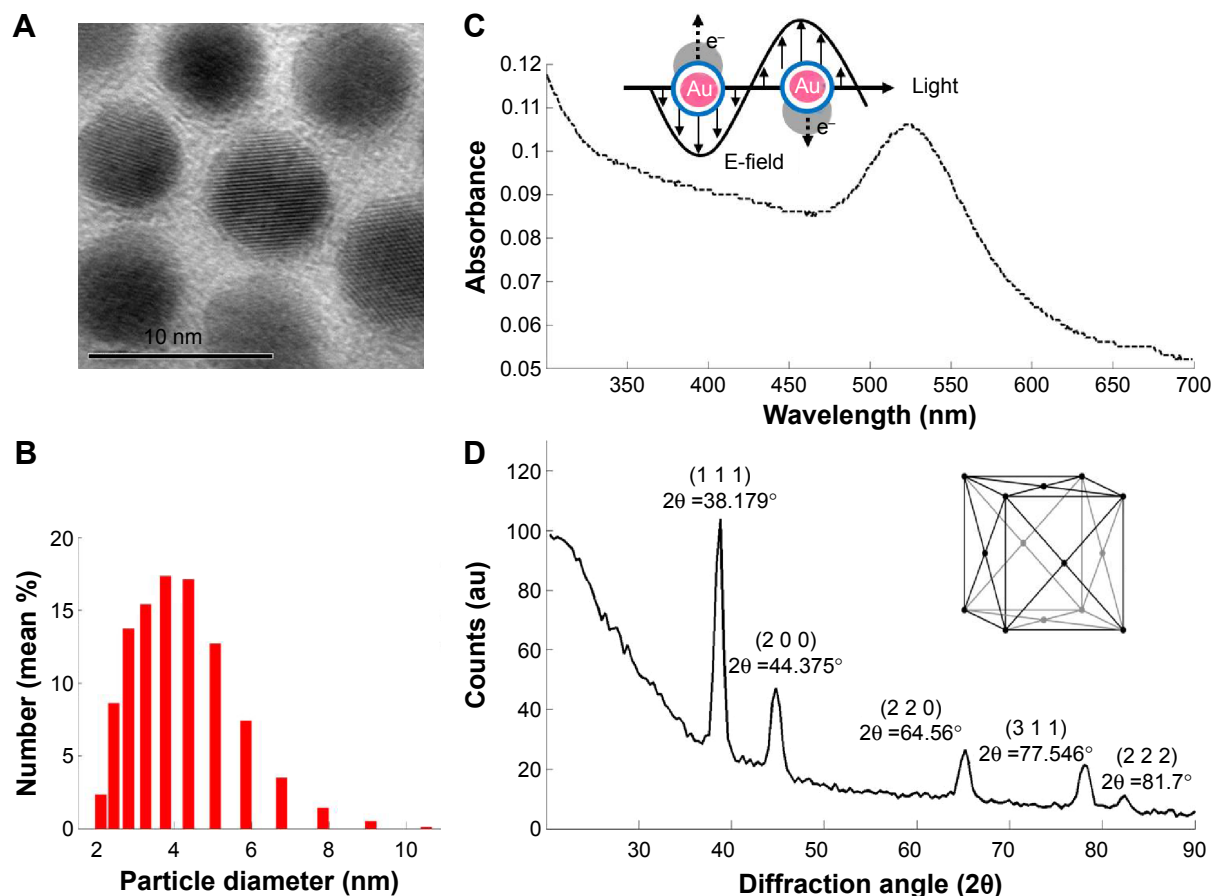 A
10 nm
B
Number (mean %)
20
15
10
5
0
2 4 6 8 10
Particle diameter (nm)
C
Absorbance
0.12
0.11
0.1
0.09
0.08
0.07
0.06
0.05
e–
Au
Au
e–
Light
E-field
350 400 450 500 550 600 650 700
Wavelength (nm)
D
Counts (au)
120
100
80
60
40
20
0
(1 1 1)
2θ =38.179°
(2 0 0)
2θ =44.375°
(2 2 0)
2θ =64.56°
(3 1 1)
2θ =77.546°
(2 2 2)
2θ =81.7°
30 40 50 60 70 80 90
Diffraction angle (2θ)